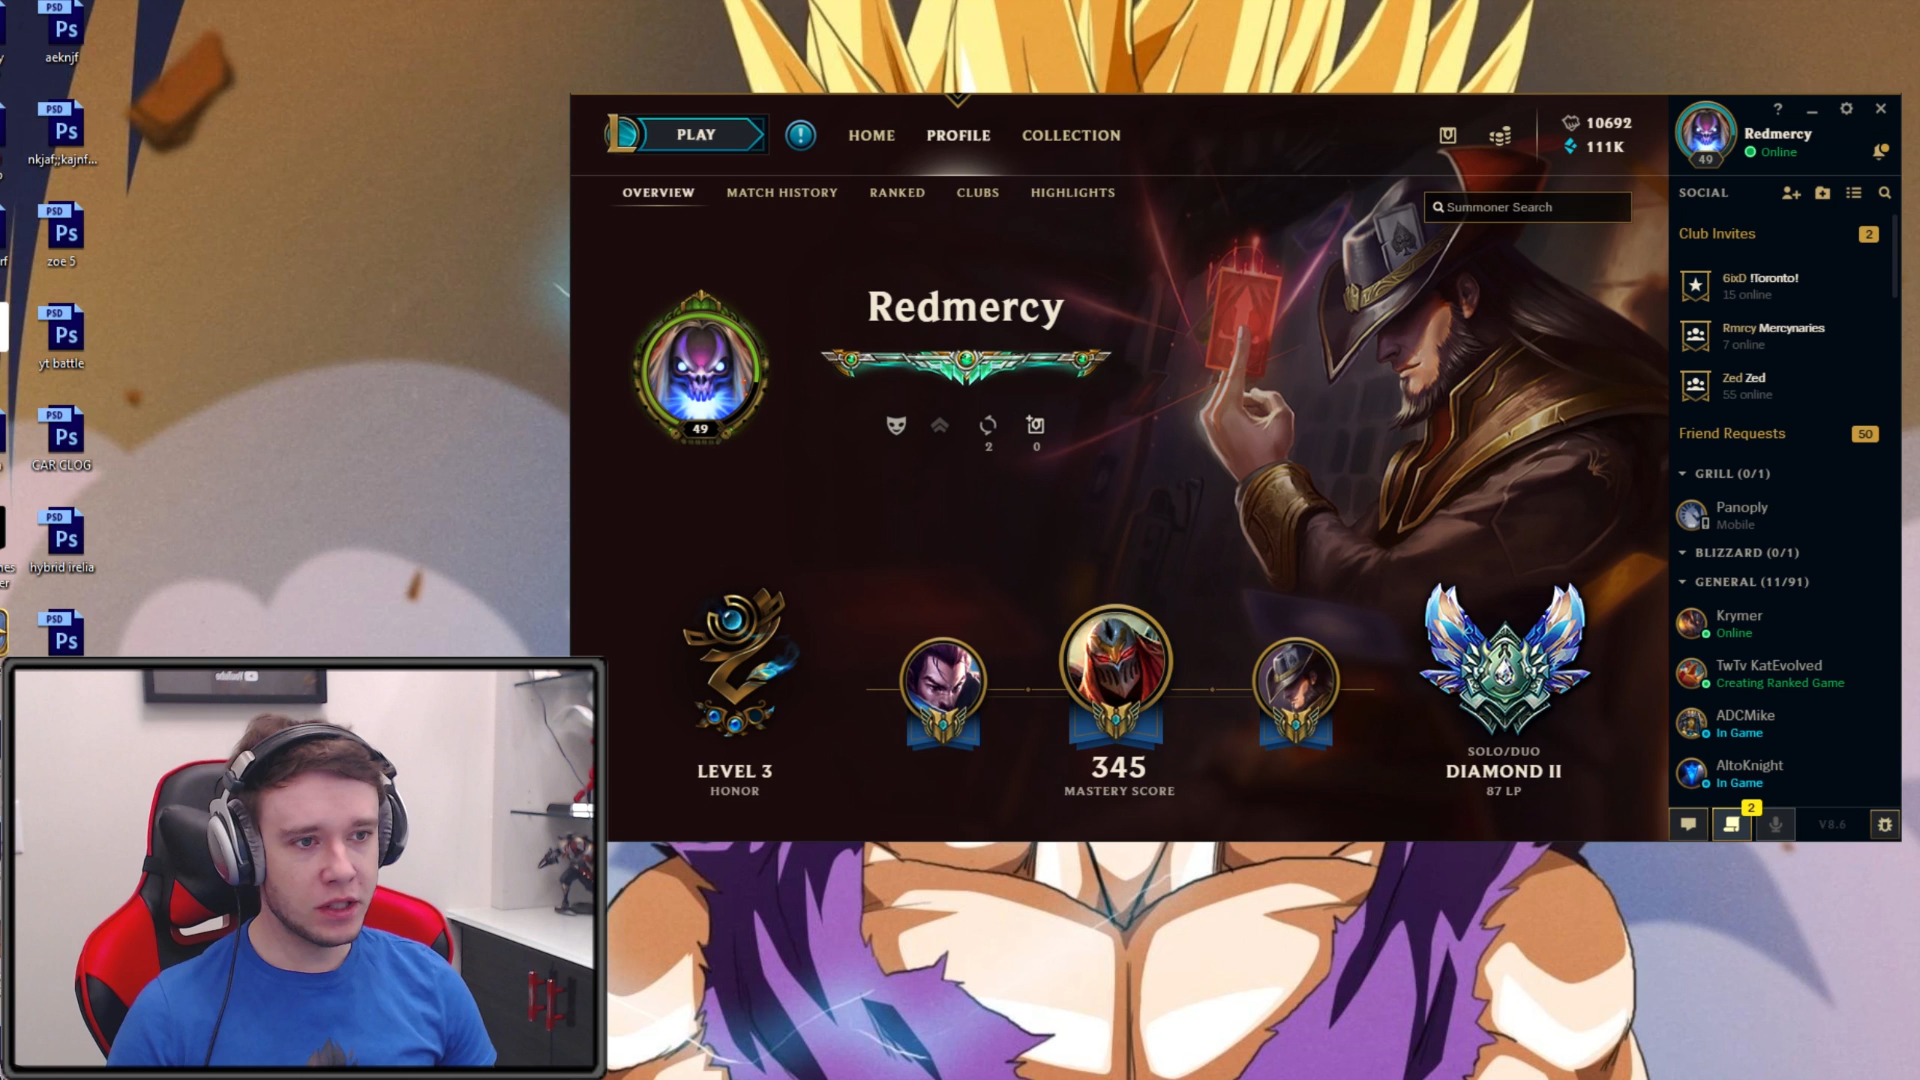 PSD
Ps
aeknjf
PSD
Ps
nkjaf;;kajnf...
PSD
Ps
zoe 5
PSD
Ps
yt battle
PSD
Ps
CAR CLOG
PSD
Ps
hybrid irelia
PSD
Ps
PLAY
HOME
PROFILE
COLLECTION
10692
111K
OVERVIEW
MATCH HISTORY
RANKED
CLUBS
HIGHLIGHTS
Summoner Search
49
Redmercy
2
0
LEVEL 3
HONOR
345
MASTERY SCORE
SOLO/DUO
DIAMOND II
87 LP
?
49
Redmercy
Online
SOCIAL
Club Invites
2
6ixD !Toronto!
15 online
Rmrcy Mercynaries
7 online
Zed Zed
55 online
Friend Requests
50
GRILL (0/1)
Panoply
Mobile
BLIZZARD (0/1)
GENERAL (11/91)
Krymer
Online
TwTv KatEvolved
Creating Ranked Game
ADCMike
In Game
AltoKnight
In Game
2
V8.6